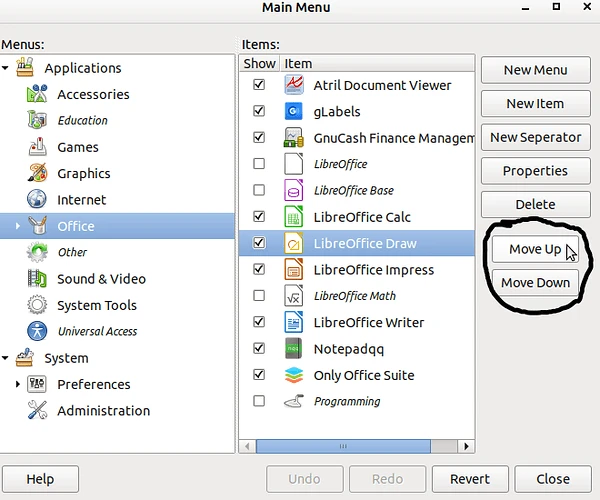 Main Menu
Menus:
Applications
Accessories
Education
Games
Graphics
Internet
Office
Other
Sound & Video
System Tools
Universal Access
System
Preferences
Administration
Items:
Show Item
Atril Document Viewer
gLabels
GnuCash Finance Managem
LibreOffice
LibreOffice Base
LibreOffice Calc
LibreOffice Draw
LibreOffice Impress
LibreOffice Math
LibreOffice Writer
Notepadqq
Only Office Suite
Programming
New Menu
New Item
New Seperator
Properties
Delete
Move Up
Move Down
Help
Undo
Redo
Revert
Close